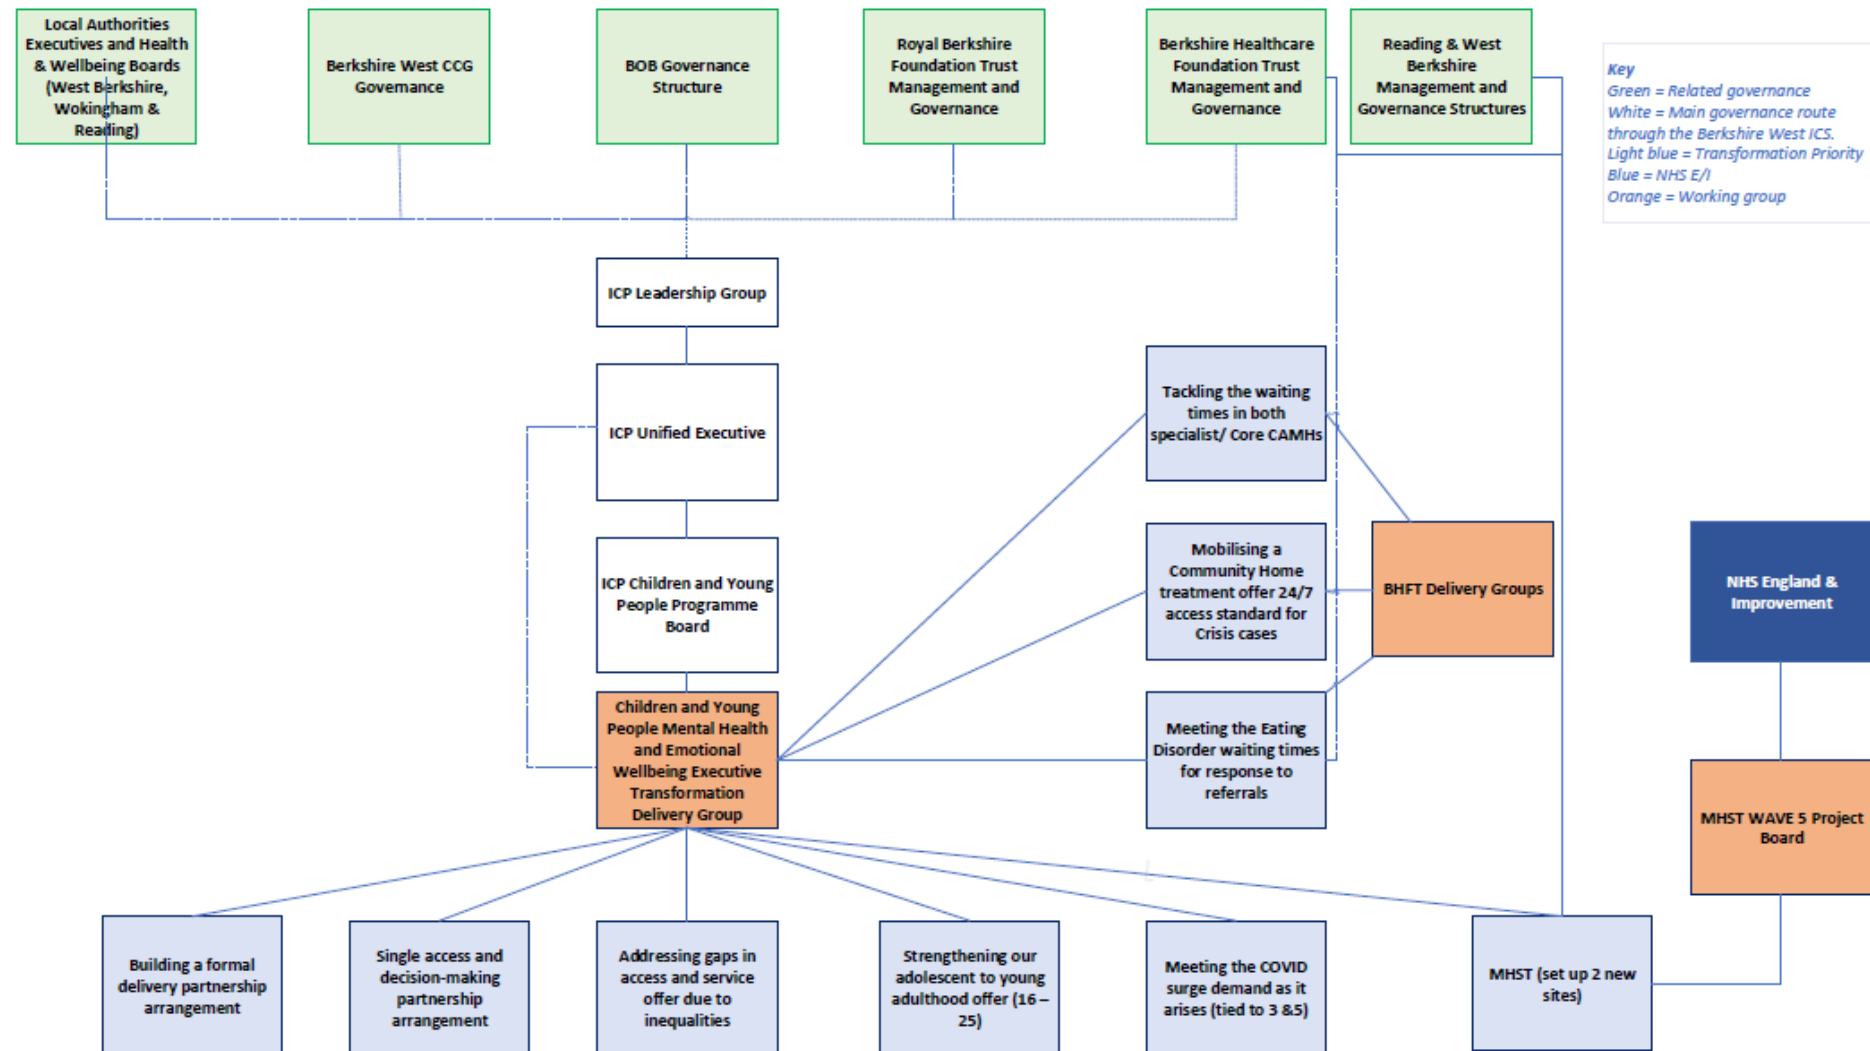 Local Authorities
Executives and Health
& Wellbeing Boards
(West Berkshire,
Wokingham &
Reading)
Berkshire West CCG
Governance
BOB Governance
Structure
Royal Berkshire
Foundation Trust
Management and
Governance
Berkshire Healthcare
Foundation Trust
Management and
Governance
Reading & West
Berkshire
Management and
Governance Structures
Key
Green = Related governance
White = Main governance route
through the Berkshire West ICS.
Light blue = Transformation Priority
Blue = NHS E/I
Orange = Working group
ICP Leadership Group
ICP Unified Executive
ICP Children and Young
People Programme
Board
Children and Young
People Mental Health
and Emotional
Wellbeing Executive
Transformation
Delivery Group
Tackling the waiting
times in both
specialist/ Core CAMHs
Mobilising a
Community Home
treatment offer 24/7
access standard for
Crisis cases
Meeting the Eating
Disorder waiting times
for response to
referrals
BHFT Delivery Groups
NHS England &
Improvement
MHST WAVE 5 Project
Board
Building a formal
delivery partnership
arrangement
Single access and
decision-making
partnership
arrangement
Addressing gaps in
access and service
offer due to
inequalities
Strengthening our
adolescent to young
adulthood offer (16 –
25)
Meeting the COVID
surge demand as it
arises (tied to 3 &5)
MHST (set up 2 new
sites)